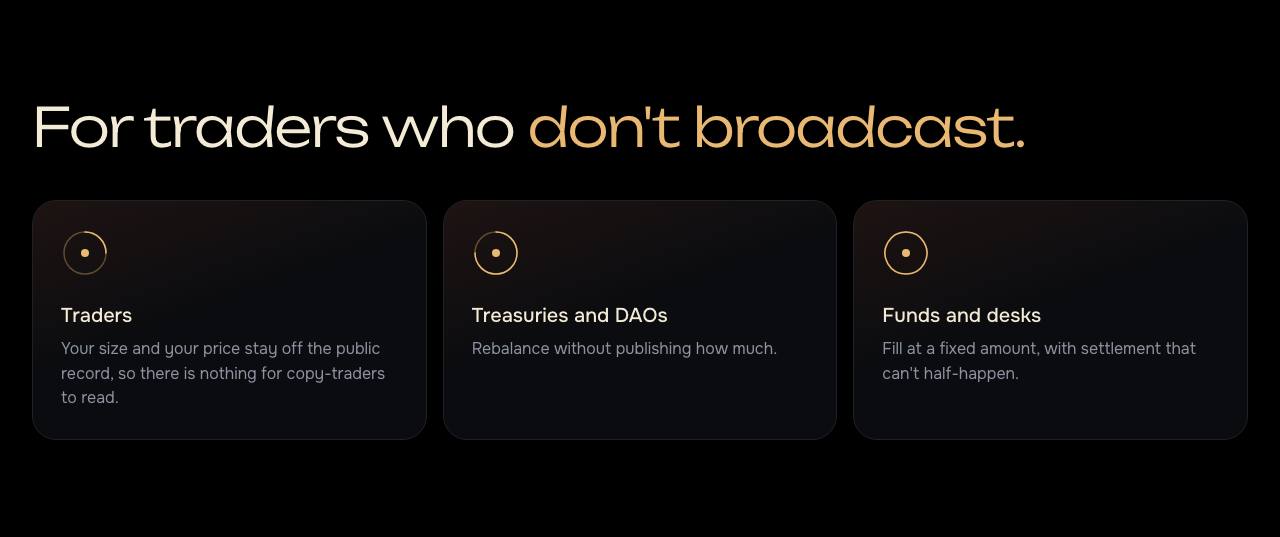 For traders who don't broadcast.
Traders
Your size and your price stay off the public
record, so there is nothing for copy-traders
to read.
Treasuries and DAOs
Rebalance without publishing how much.
Funds and desks
Fill at a fixed amount, with settlement that
can't half-happen.